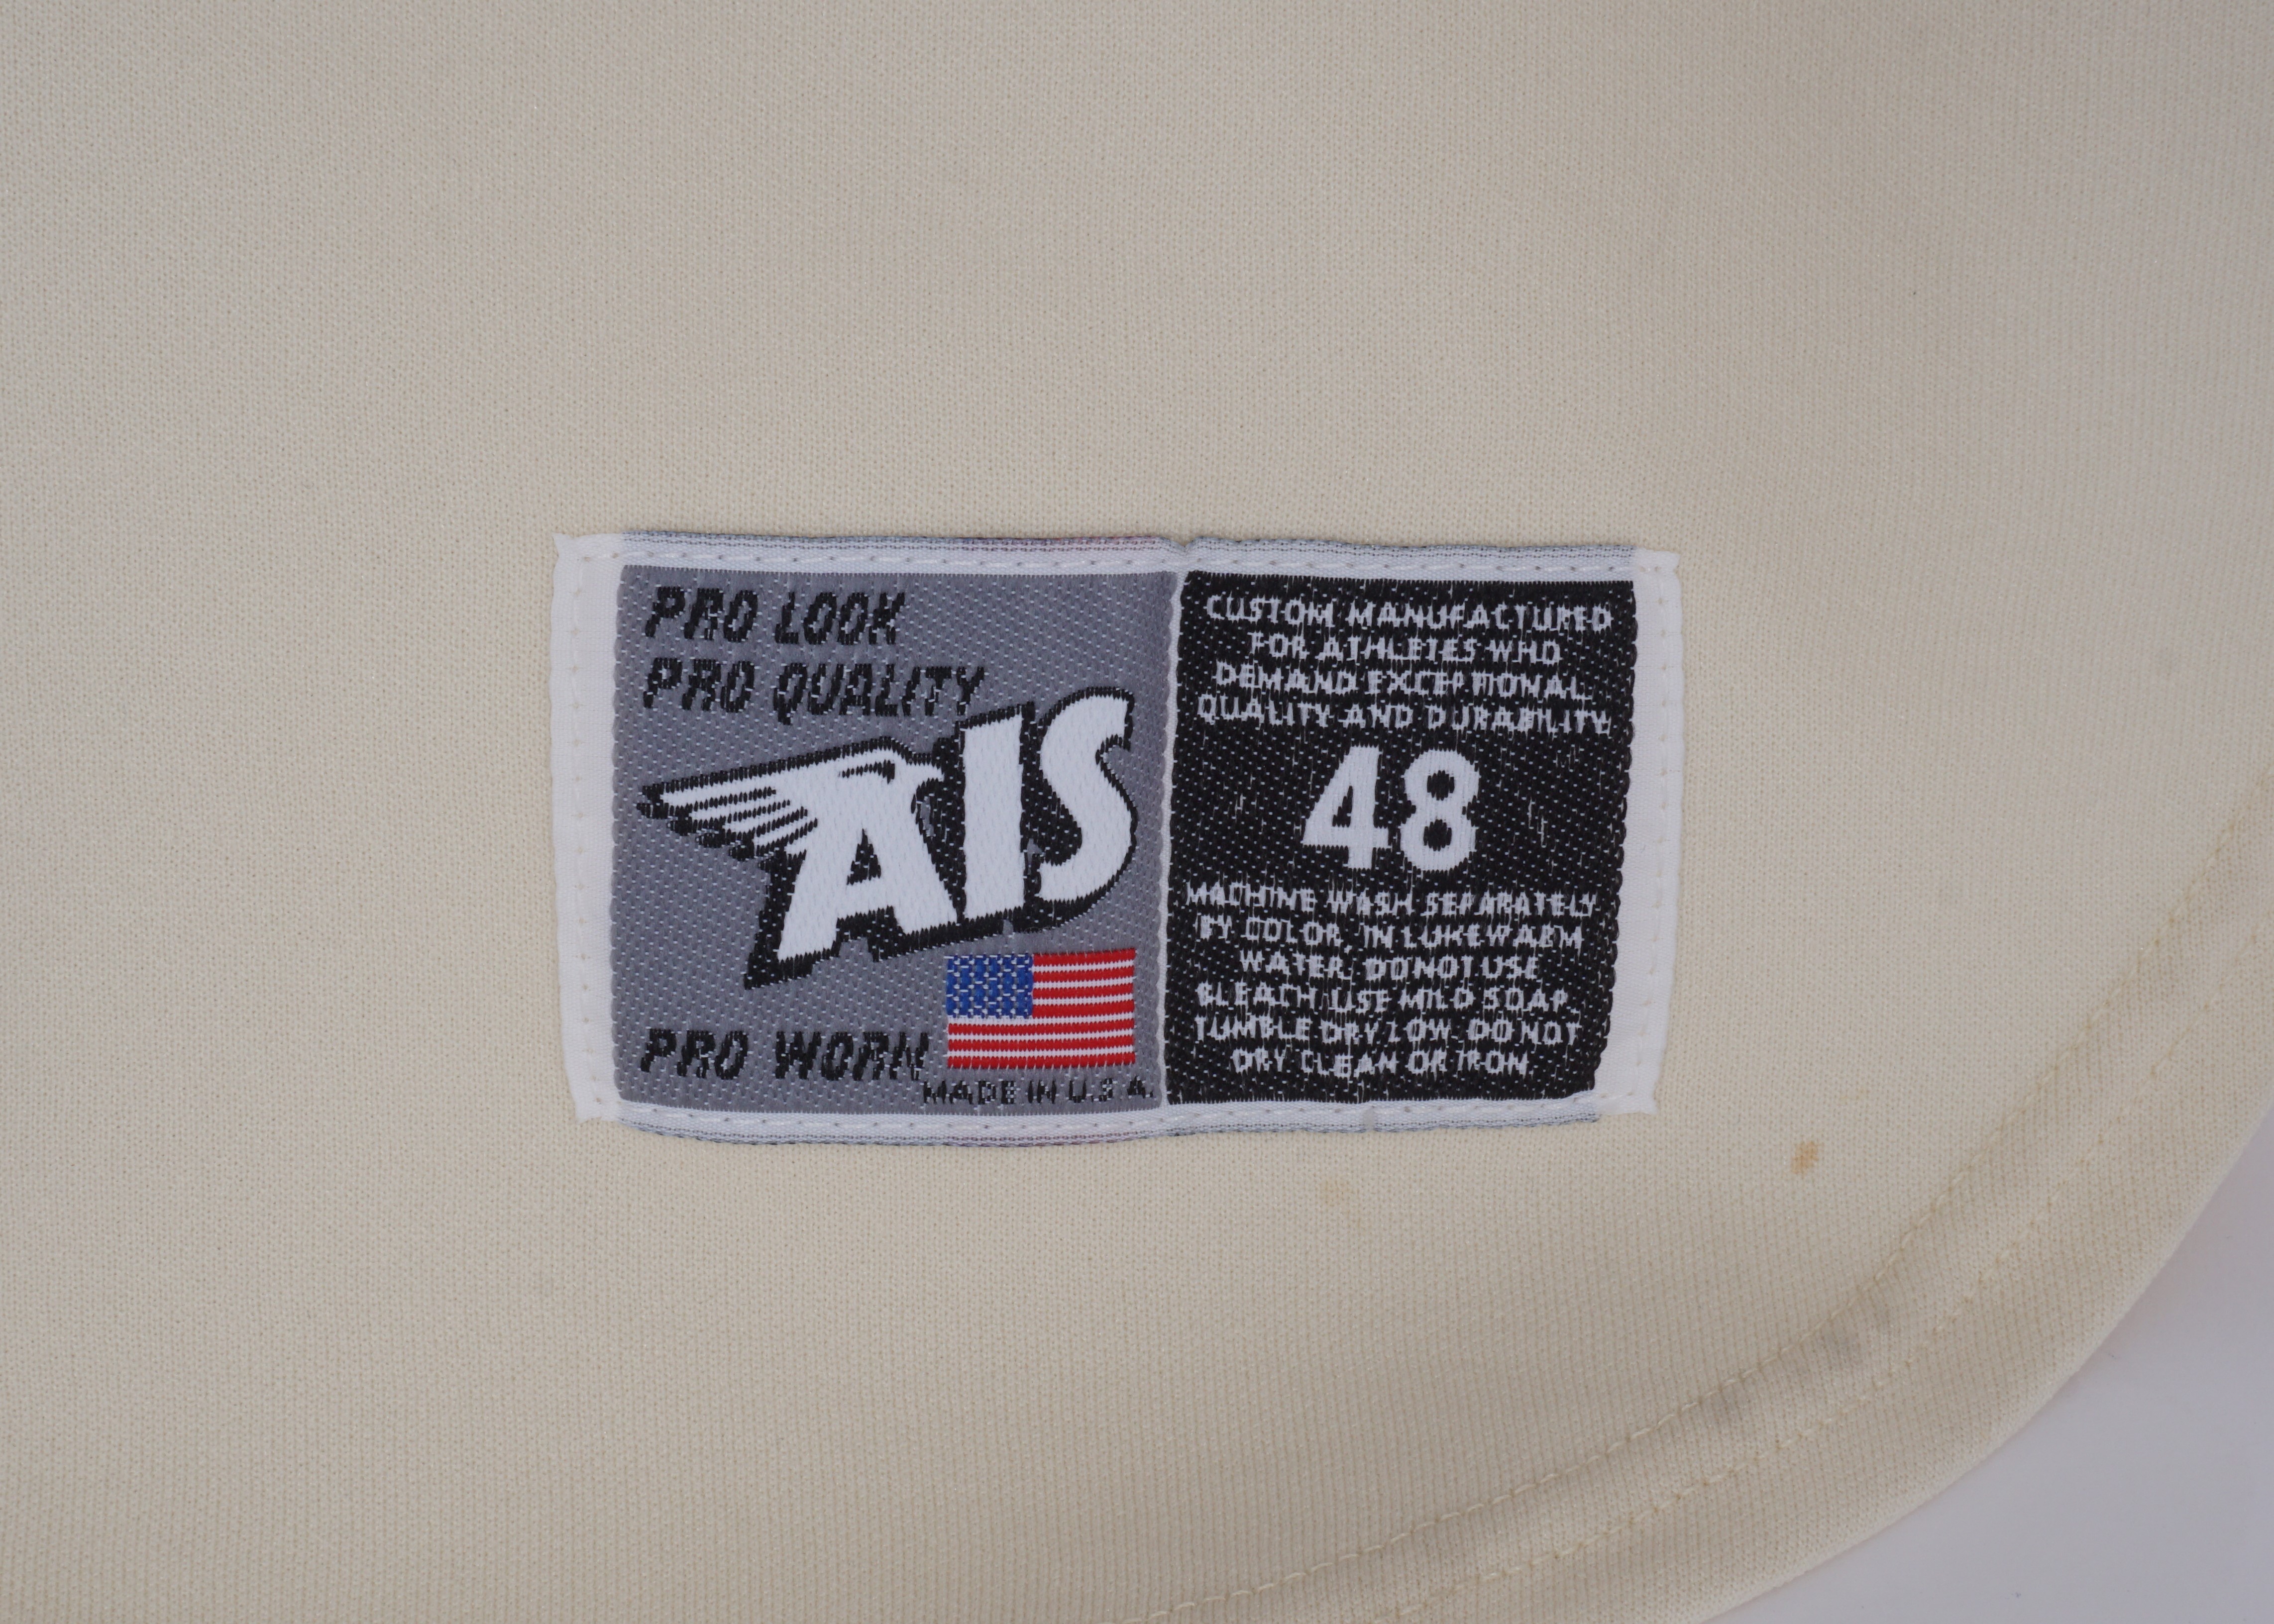 PRO LOOK
PRO QUALITY
AIS
PRO WORN
MADE IN U.S.A.
CUSTOM MANUFACTURED
FOR ATHLETES WHO
DEMAND EXCEPTIONAL
QUALITY AND DURABILITY
48
MACHINE WASH SEPARATELY
BY COLOR, IN LUKEWARM
WATER. DO NOT USE
BLEACH. USE MILD SOAP.
TUMBLE DRY LOW. DO NOT
DRY CLEAN OR IRON.